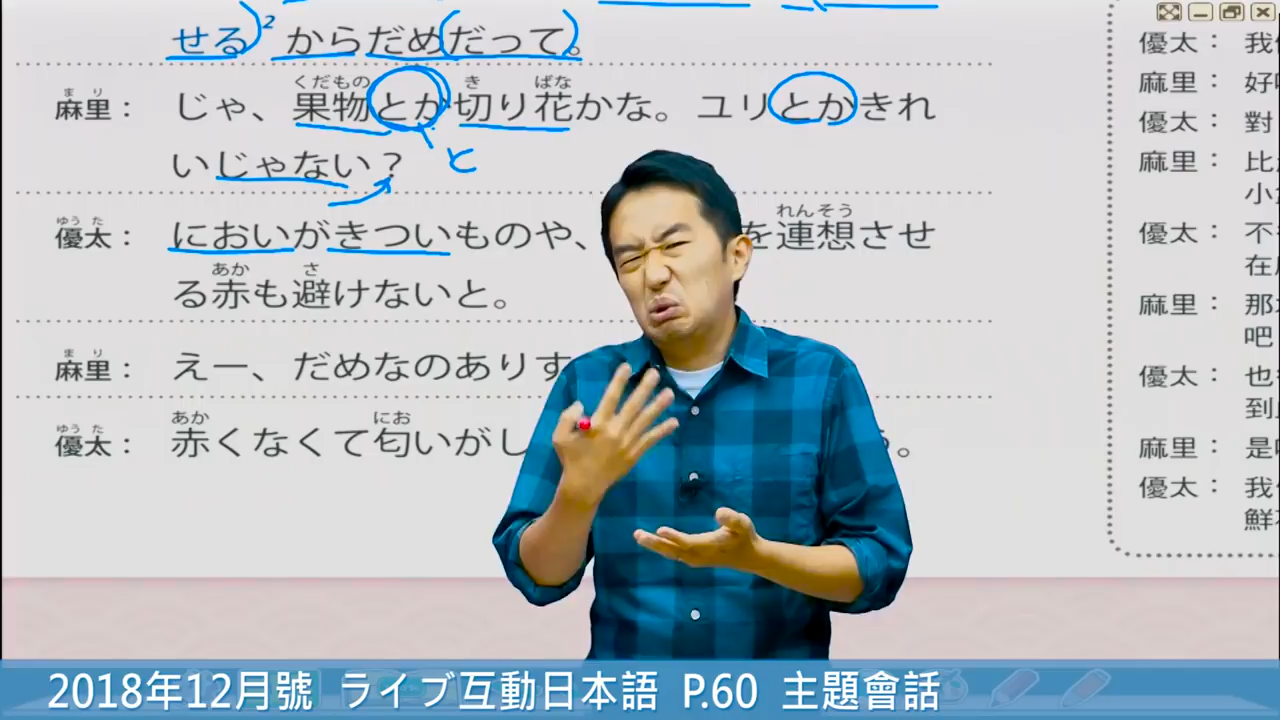 せる)² からだめ(だって)。
麻里： じゃ、果物とか切り花かな。ユリとかきれ
いじゃない？
と
優太： においがきついものや、
を連想させ
る赤も避けないと。
麻里： えー、だめなのありす
優太： 赤くなくて匂いがし
。
優太： 我
麻里： 好
優太： 對
麻里： 比
小
優太： 不
在
麻里： 那
吧
優太： 也
到
麻里： 是
優太： 我
鮮
2018年12月號 ライブ互動日本語 P.60 主題會話